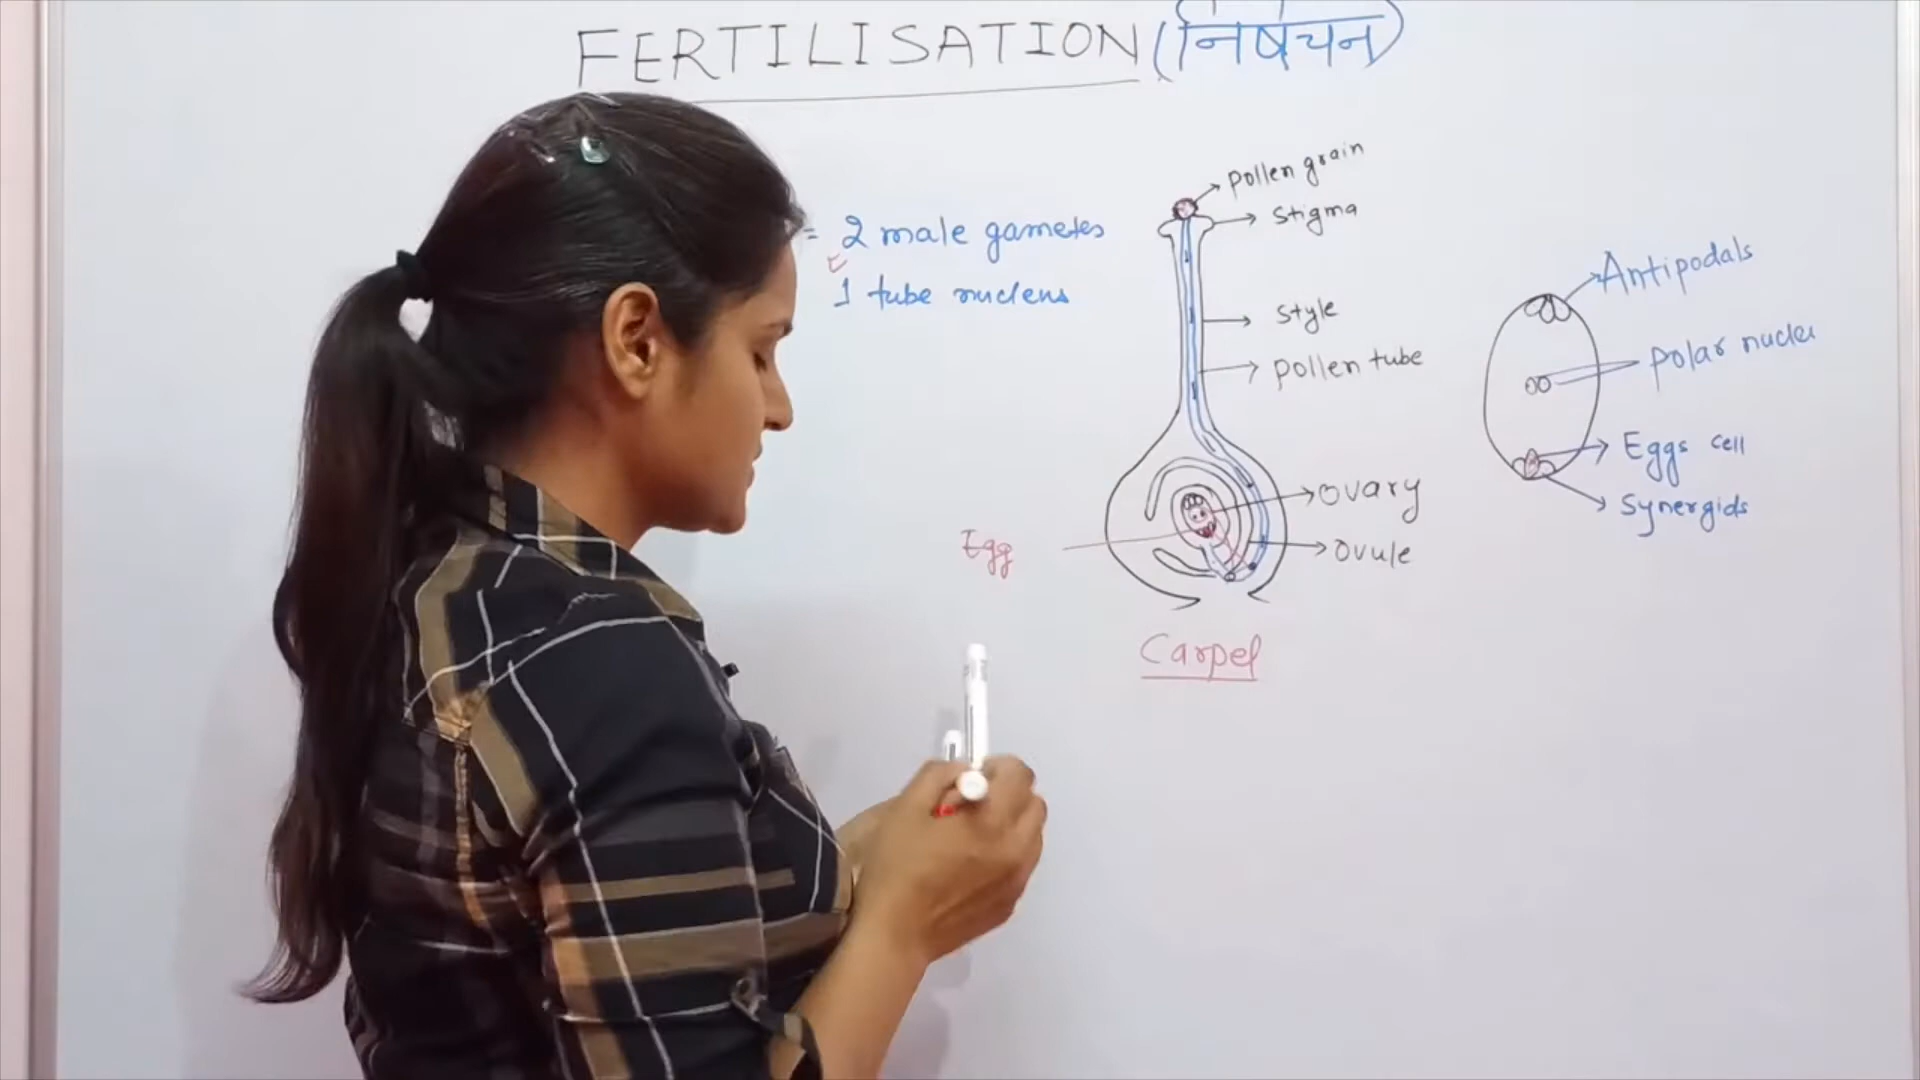 FERTILISATION (निषेचन)
= 2 male gametes
1 tube nucleus
pollen grain
Stigma
Style
pollen tube
Ovary
Ovule
Egg
Carpel
Antipodals
polar nuclei
Eggs cell
Synergids